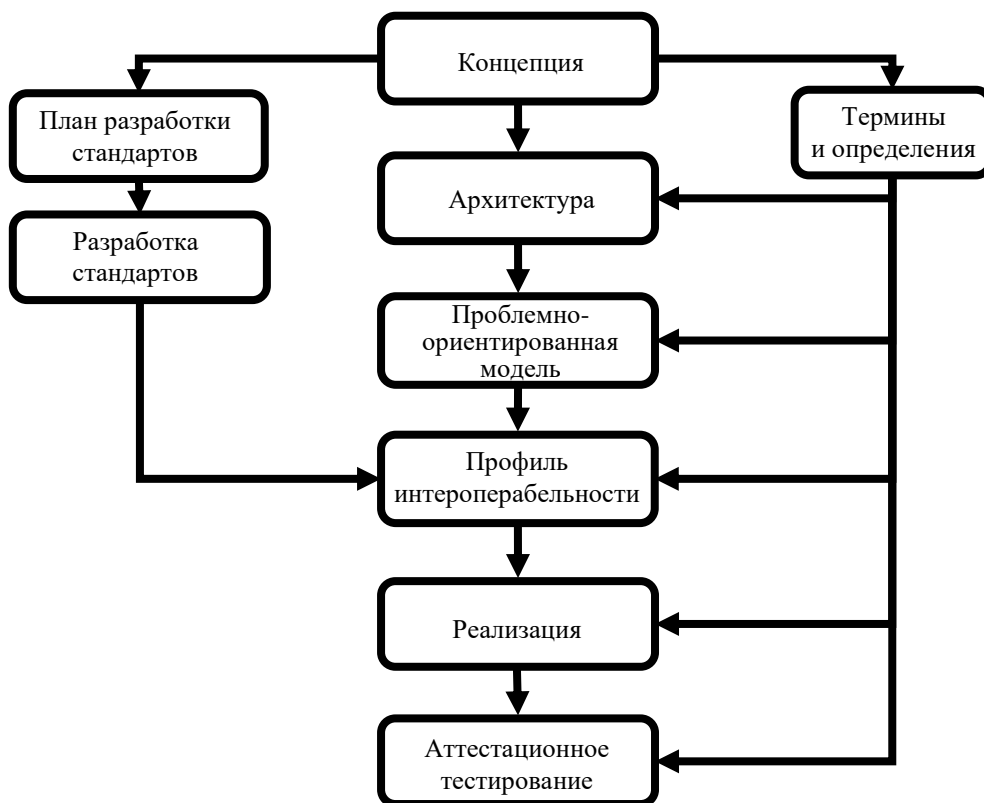 Концепция
План разработки
стандартов
Термины
и определения
Архитектура
Разработка
стандартов
Проблемно-
ориентированная
модель
Профиль
интероперабельности
Реализация
Аттестационное
тестирование